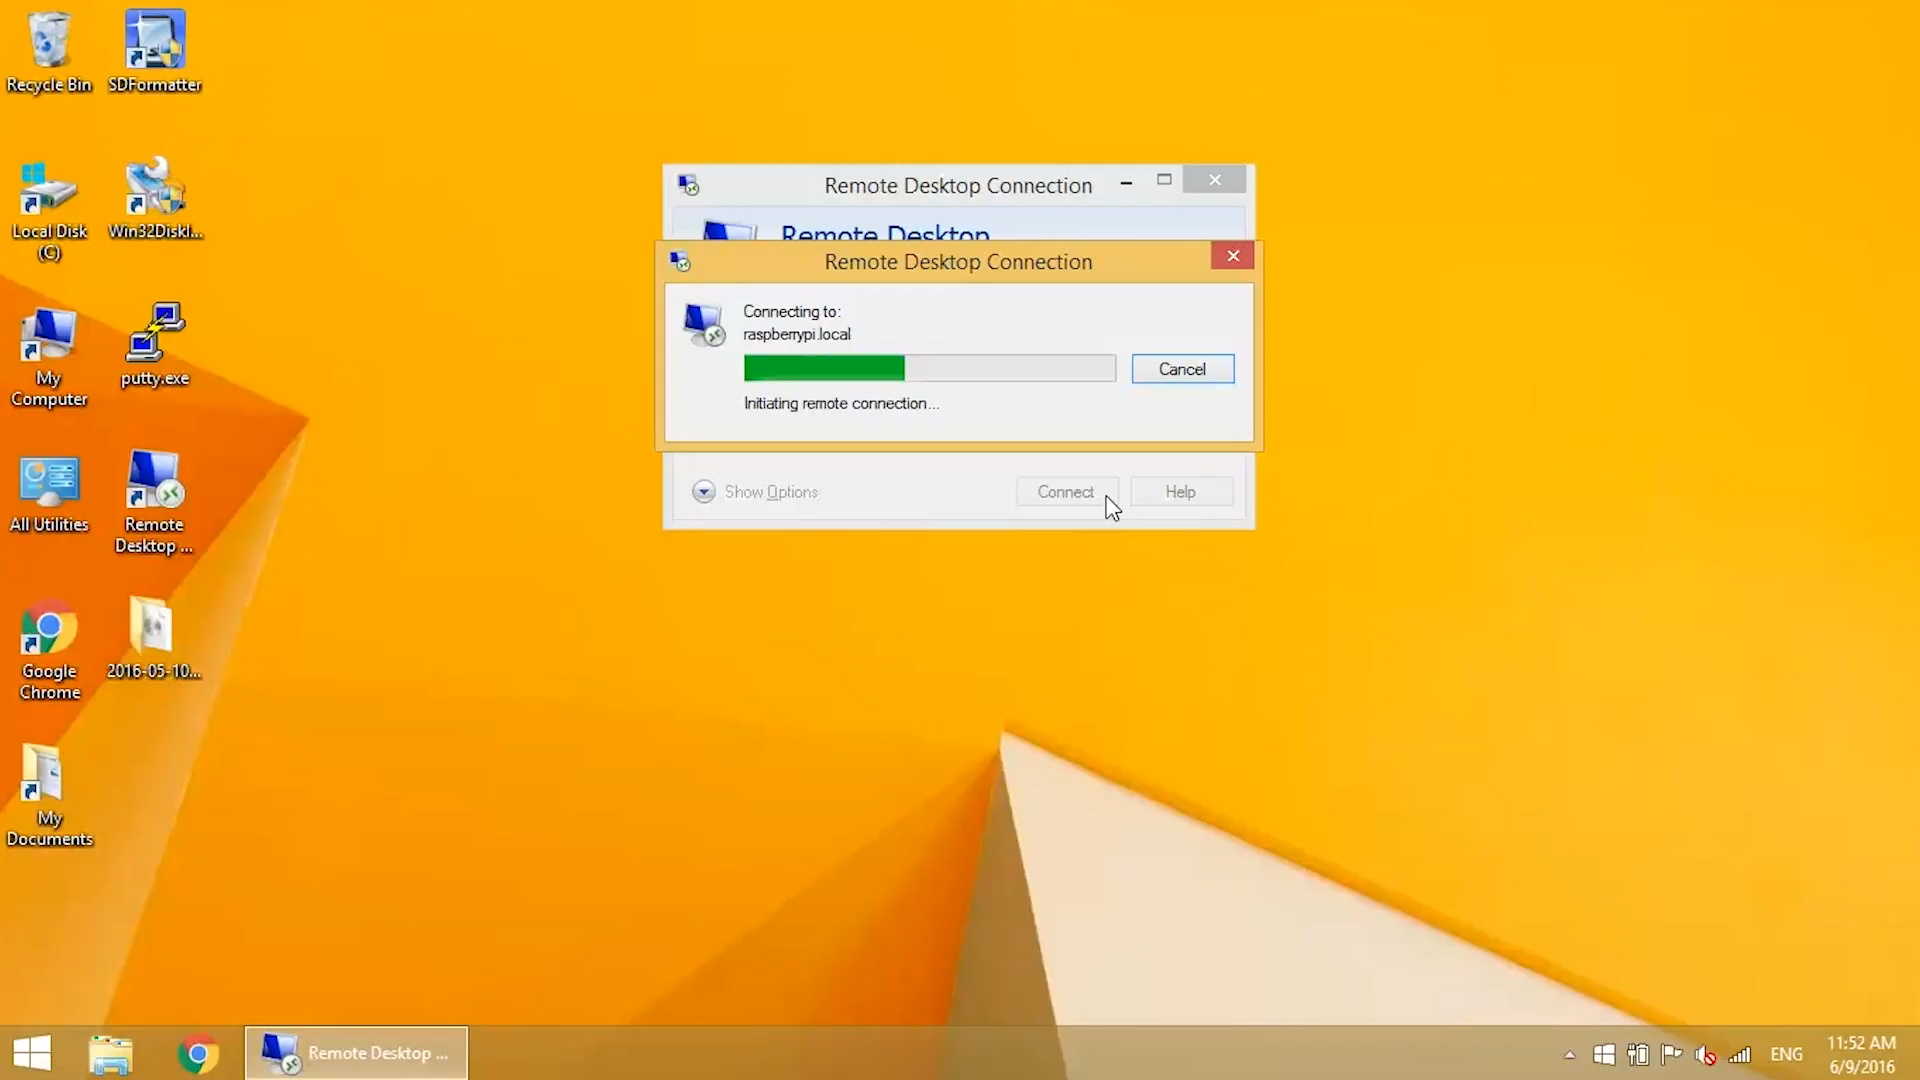 Recycle Bin
SDFormatter
Local Disk
(C)
Win32DiskI...
My
Computer
putty.exe
All Utilities
Remote
Desktop ...
Google
Chrome
2016-05-10...
My
Documents
Remote Desktop Connection
Remote Desktop
Remote Desktop Connection
Connecting to:
raspberrypi.local
Cancel
Initiating remote connection...
Show Options
Connect
Help
Remote Desktop ...
ENG
11:52 AM
6/9/2016